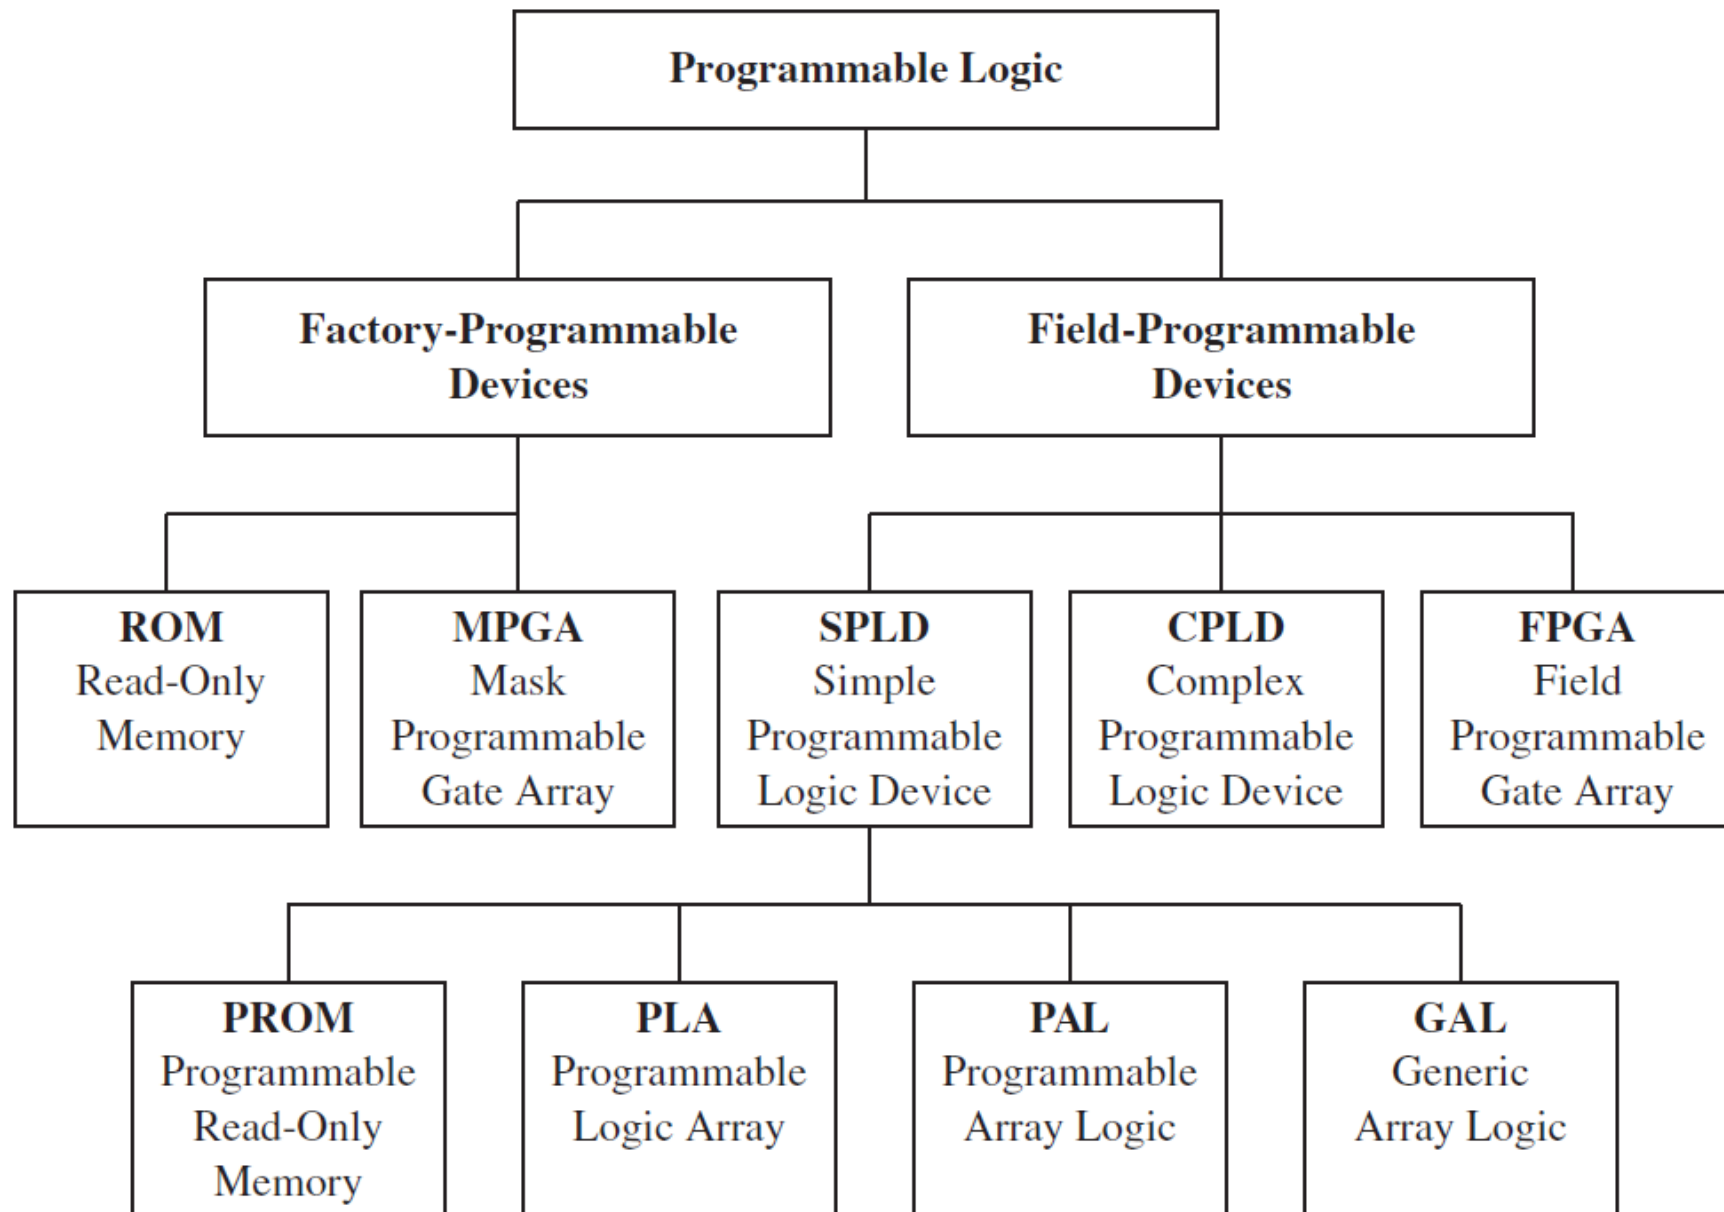 Programmable Logic
Factory-Programmable
Devices
Field-Programmable
Devices
ROM
Read-Only
Memory
MPGA
Mask
Programmable
Gate Array
SPLD
Simple
Programmable
Logic Device
CPLD
Complex
Programmable
Logic Device
FPGA
Field
Programmable
Gate Array
PROM
Programmable
Read-Only
Memory
PLA
Programmable
Logic Array
PAL
Programmable
Array Logic
GAL
Generic
Array Logic